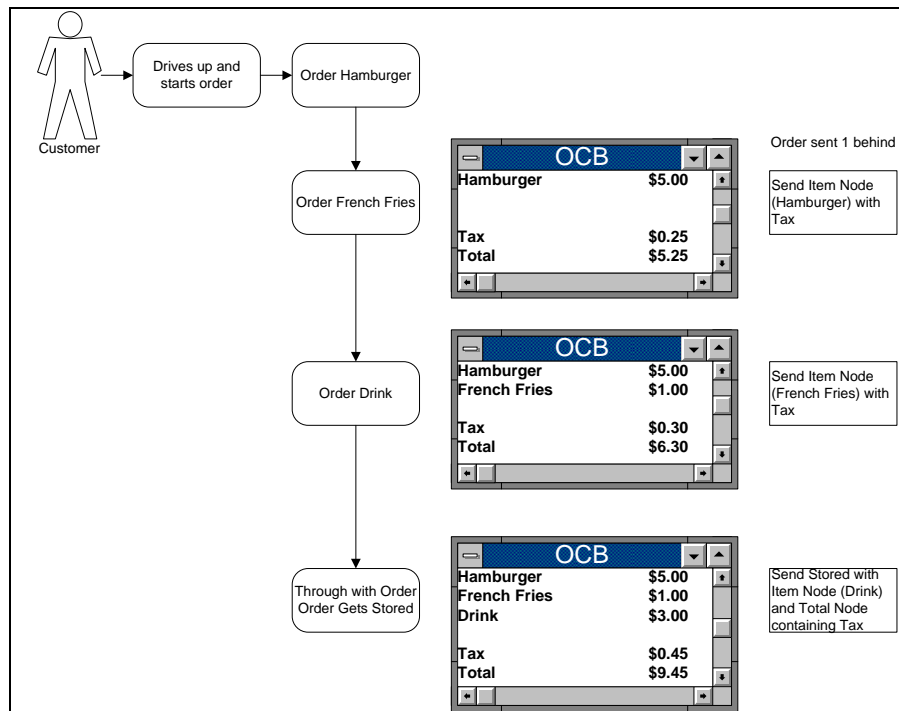 Drives up and
starts order
Order Hamburger
Customer
Order sent 1 behind
Order French Fries
OCB
Hamburger $5.00
Tax $0.25
Total $5.25
Send Item Node
(Hamburger) with
Tax
Order Drink
OCB
Hamburger $5.00
French Fries $1.00
Tax $0.30
Total $6.30
Send Item Node
(French Fries) with
Tax
Through with Order
Order Gets Stored
OCB
Hamburger $5.00
French Fries $1.00
Drink $3.00
Tax $0.45
Total $9.45
Send Stored with
Item Node (Drink)
and Total Node
containing Tax